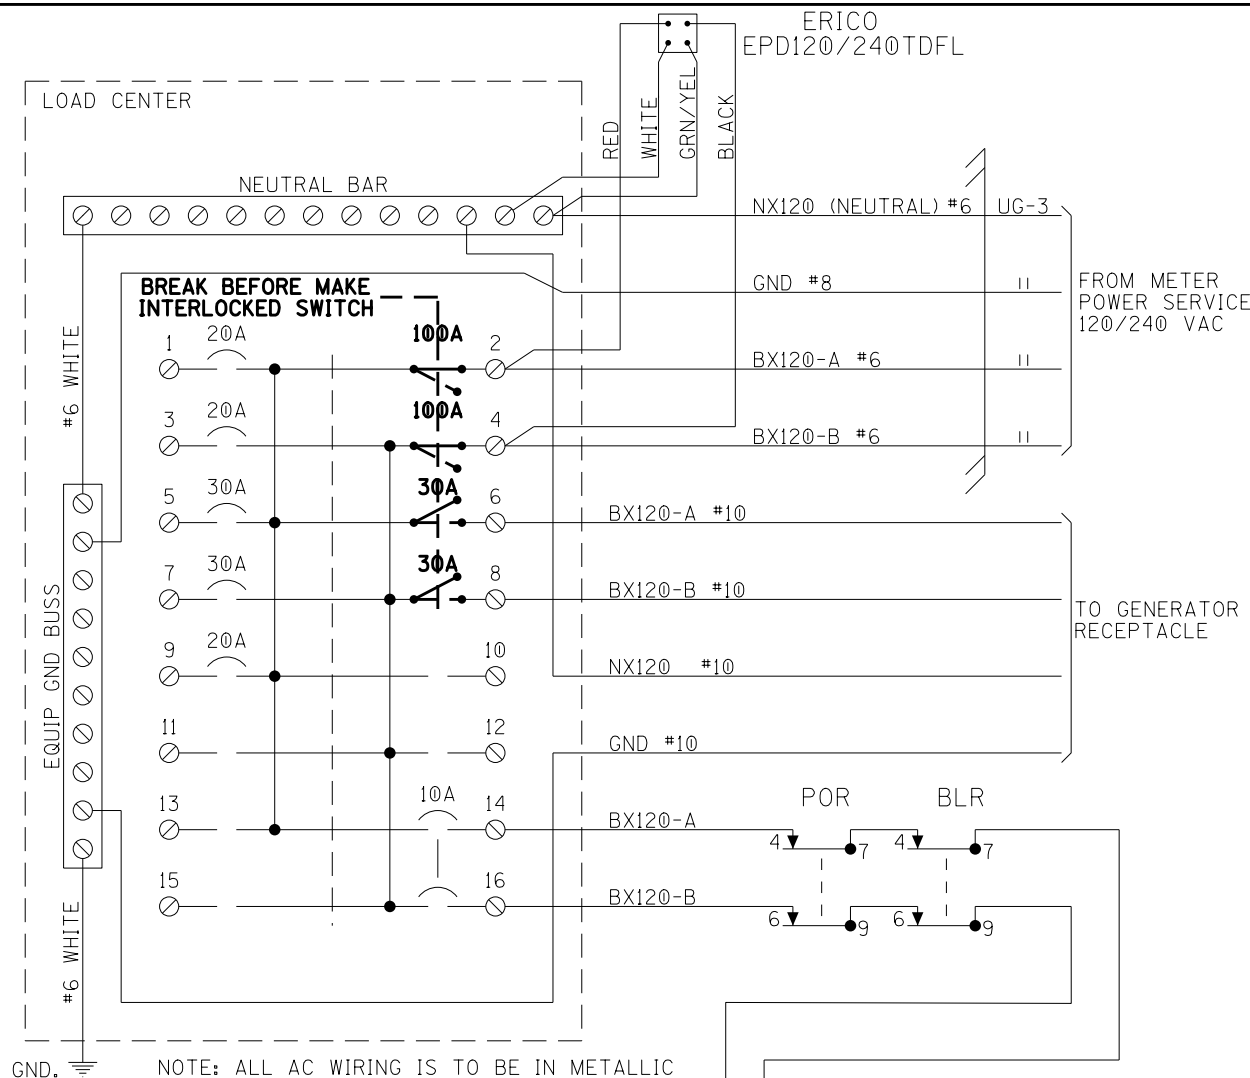 ERICO
EPD120/240TDFL
LOAD CENTER
RED
WHITE
GRN/YEL
BLACK
NEUTRAL BAR
NX120 (NEUTRAL) #6 UG-3
BREAK BEFORE MAKE
INTERLOCKED SWITCH
GND #8 "
FROM METER
POWER SERVICE
120/240 VAC
#6 WHITE
1 20A 100A 2
BX120-A #6 "
3 20A 100A 4
BX120-B #6 "
5 30A 30A 6
BX120-A #10
7 30A 30A 8
BX120-B #10
TO GENERATOR
RECEPTACLE
EQUIP GND BUSS
9 20A 10
NX120 #10
11 12
GND #10
13 10A 14
BX120-A
POR BLR
4 7 4 7
15 16
BX120-B
6 9 6 9
#6 WHITE
GND.
NOTE: ALL AC WIRING IS TO BE IN METALLIC